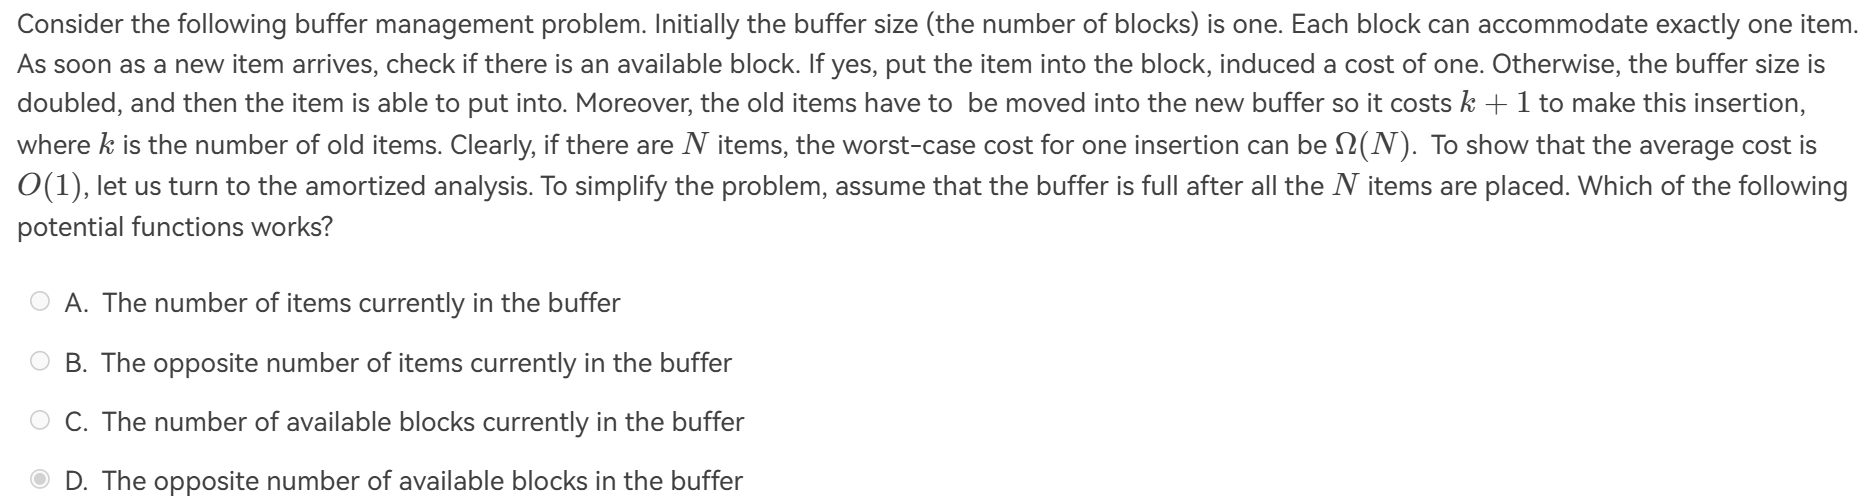 Consider the following buffer management problem. Initially the buffer size (the number of blocks) is one. Each block can accommodate exactly one item.
As soon as a new item arrives, check if there is an available block. If yes, put the item into the block, induced a cost of one. Otherwise, the buffer size is
doubled, and then the item is able to put into. Moreover, the old items have to be moved into the new buffer so it costs k + 1 to make this insertion,
where k is the number of old items. Clearly, if there are N items, the worst-case cost for one insertion can be Ω(N). To show that the average cost is
O(1), let us turn to the amortized analysis. To simplify the problem, assume that the buffer is full after all the N items are placed. Which of the following
potential functions works?
A. The number of items currently in the buffer
B. The opposite number of items currently in the buffer
C. The number of available blocks currently in the buffer
D. The opposite number of available blocks in the buffer